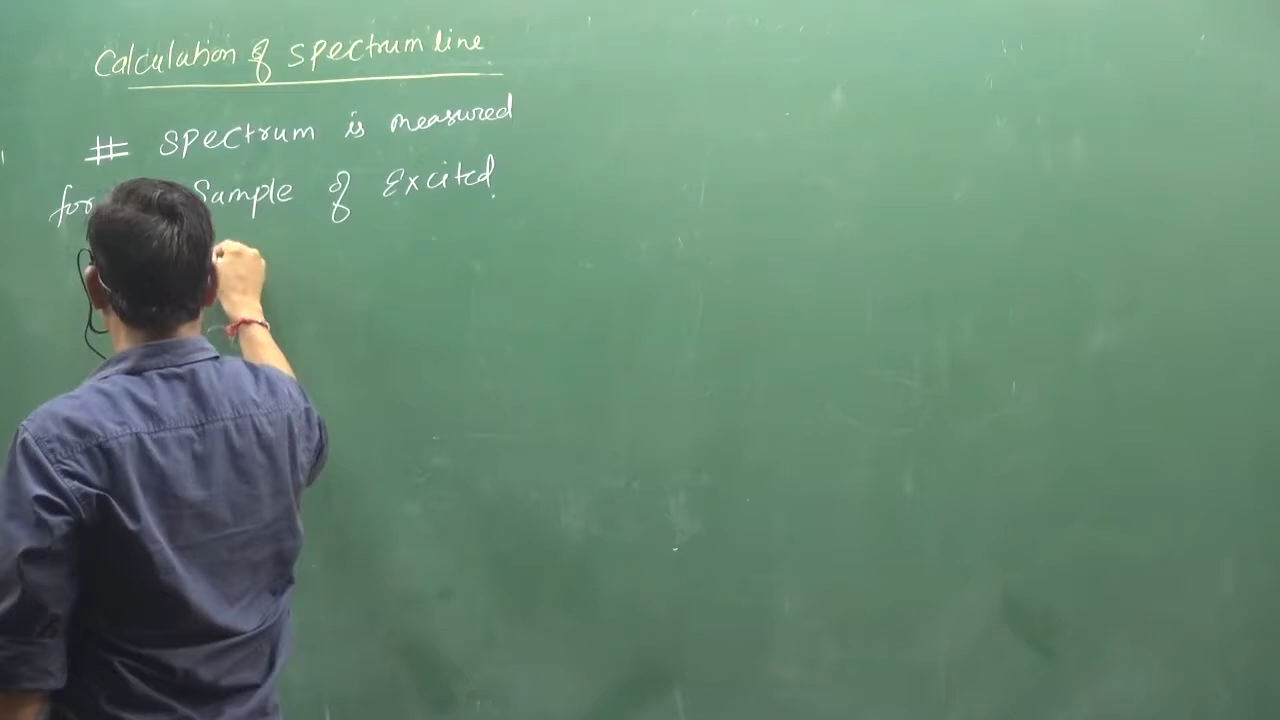 Calculation of spectrum line
# spectrum is measured
for Sample of Excited